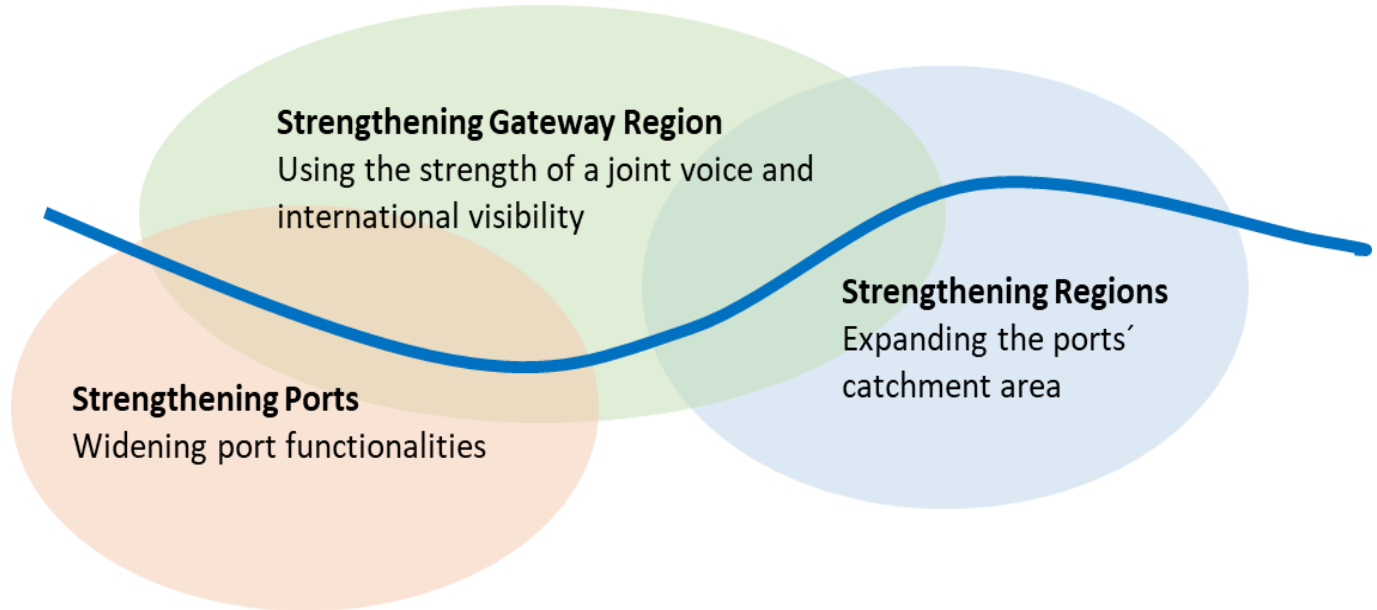 Strengthening Gateway Region
Using the strength of a joint voice and
international visibility
Strengthening Regions
Expanding the ports´
catchment area
Strengthening Ports
Widening port functionalities